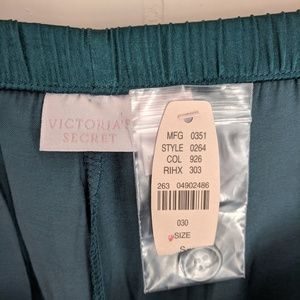 VICTORIA'S
SECRET
MFG 0351
STYLE 0264
COL 926
RIHX 303
263 04902486
030
SIZE